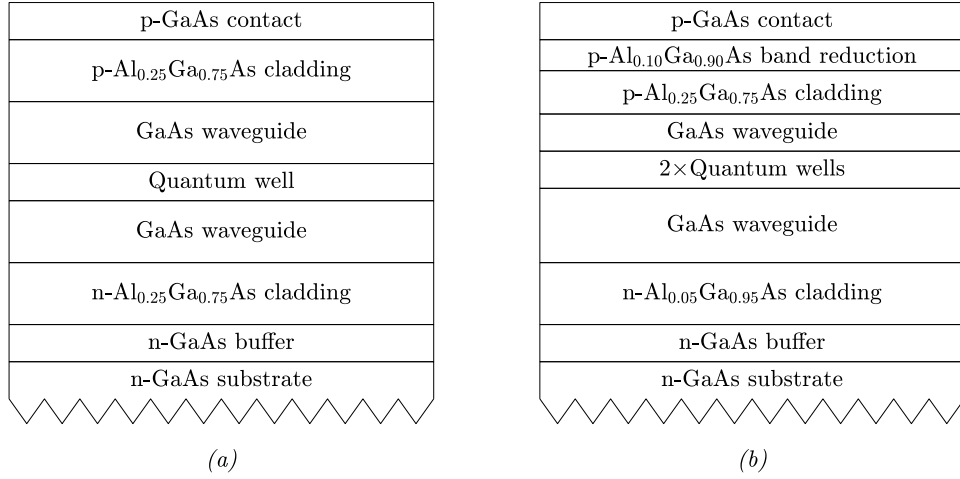 p-GaAs contact
p-Al₀.₂₅Ga₀.₇₅As cladding
GaAs waveguide
Quantum well
GaAs waveguide
n-Al₀.₂₅Ga₀.₇₅As cladding
n-GaAs buffer
n-GaAs substrate
(a)
p-GaAs contact
p-Al₀.₁₀Ga₀.₉₀As band reduction
p-Al₀.₂₅Ga₀.₇₅As cladding
GaAs waveguide
2×Quantum wells
GaAs waveguide
n-Al₀.₀₅Ga₀.₉₅As cladding
n-GaAs buffer
n-GaAs substrate
(b)